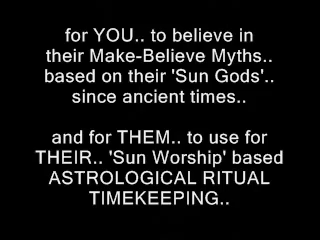 for YOU.. to believe in
their Make-Believe Myths..
based on their 'Sun Gods'..
since ancient times..
and for THEM.. to use for
THEIR.. 'Sun Worship' based
ASTROLOGICAL RITUAL
TIMEKEEPING..